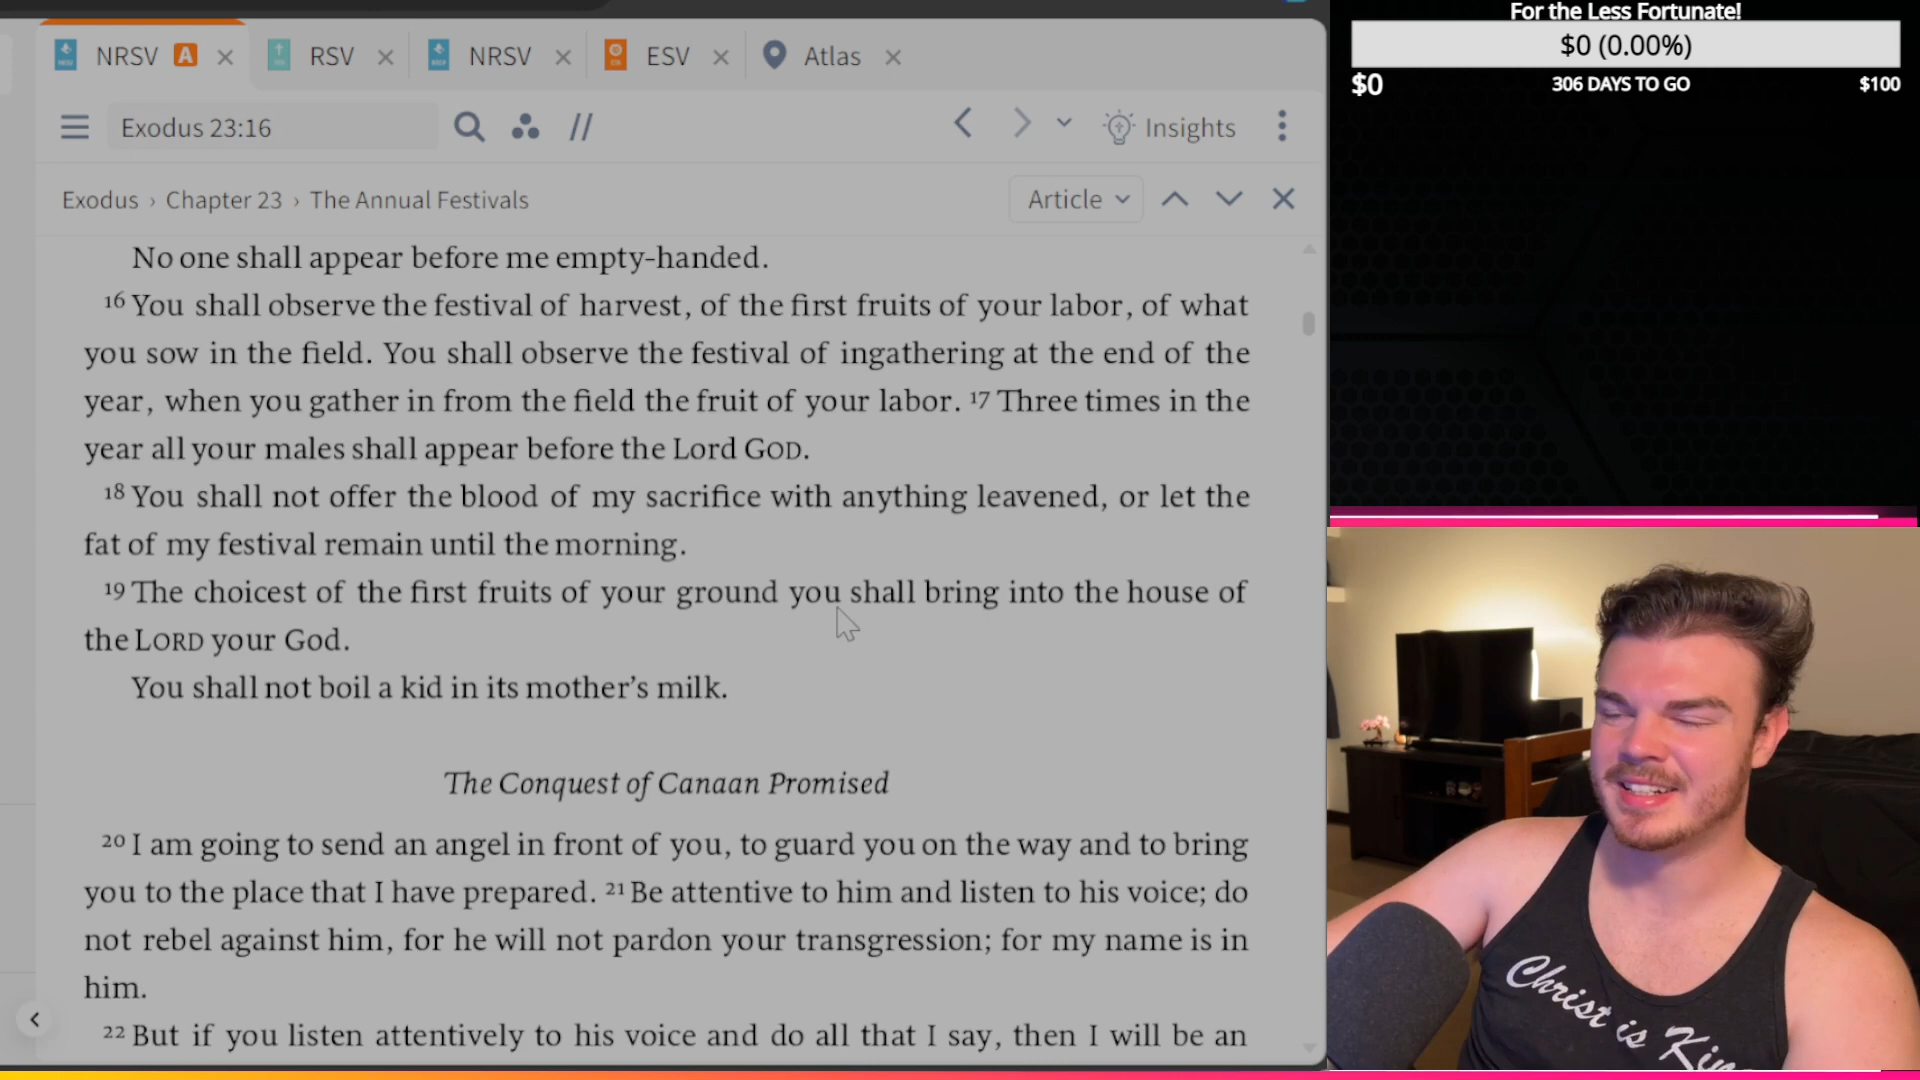 NRSV A
RSV
NRSV
ESV
Atlas
Exodus 23:16
Insights
Exodus › Chapter 23 › The Annual Festivals
Article
No one shall appear before me empty-handed.
16 You shall observe the festival of harvest, of the first fruits of your labor, of what
you sow in the field. You shall observe the festival of ingathering at the end of the
year, when you gather in from the field the fruit of your labor. 17 Three times in the
year all your males shall appear before the Lord GOD.
18 You shall not offer the blood of my sacrifice with anything leavened, or let the
fat of my festival remain until the morning.
19 The choicest of the first fruits of your ground you shall bring into the house of
the LORD your God.
You shall not boil a kid in its mother’s milk.
The Conquest of Canaan Promised
20 I am going to send an angel in front of you, to guard you on the way and to bring
you to the place that I have prepared. 21 Be attentive to him and listen to his voice; do
not rebel against him, for he will not pardon your transgression; for my name is in
him.
22 But if you listen attentively to his voice and do all that I say, then I will be an
For the Less Fortunate!
$0 (0.00%)
$0
306 DAYS TO GO
$100
Christ is Kin